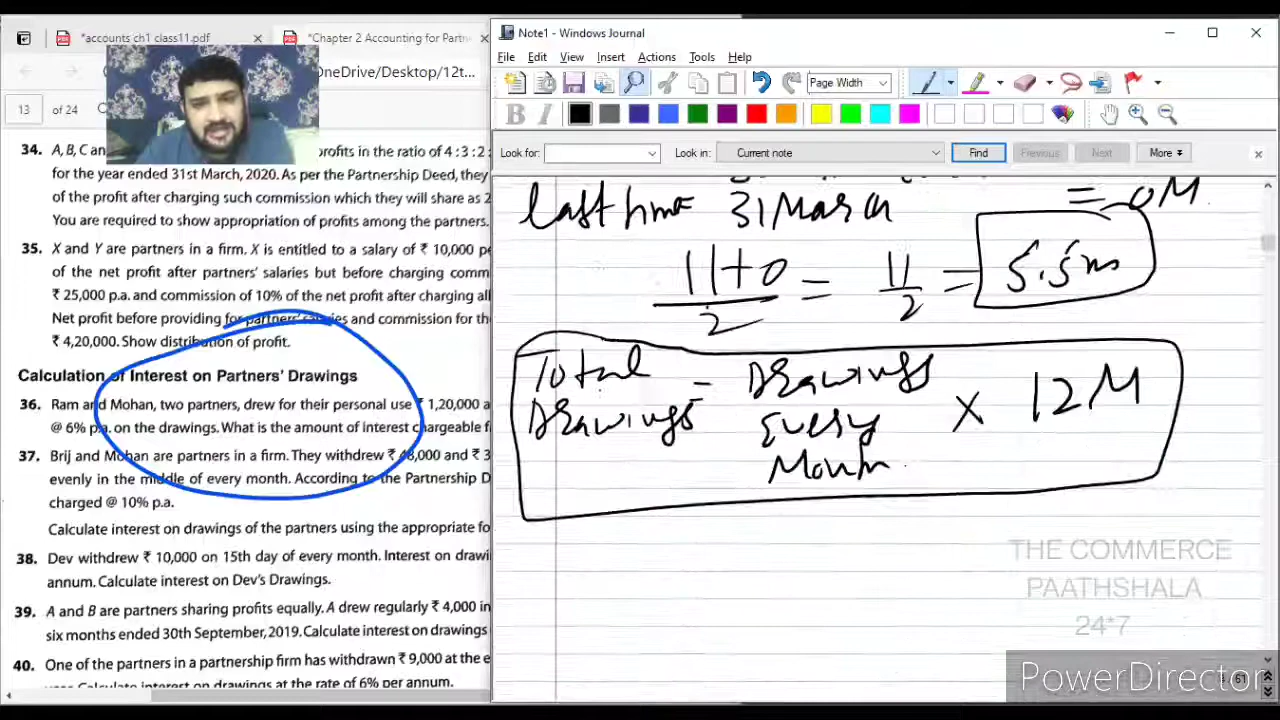 *accounts ch1 class11.pdf
*Chapter 2 Accounting for Partn
OneDrive/Desktop/12t...
13 of 24
34. A, B, C an profits in the ratio of 4 : 3 : 2
for the year ended 31st March, 2020. As per the Partnership Deed, they
of the profit after charging such commission which they will share as 2
You are required to show appropriation of profits among the partners.
35. X and Y are partners in a firm. X is entitled to a salary of ₹ 10,000 pe
of the net profit after partners' salaries but before charging comm
₹ 25,000 p.a. and commission of 10% of the net profit after charging all
Net profit before providing for partners' salaries and commission for the
₹ 4,20,000. Show distribution of profit.
Calculation of Interest on Partners' Drawings
36. Ram and Mohan, two partners, drew for their personal use ₹ 1,20,000 a
@ 6% p.a. on the drawings. What is the amount of interest chargeable f
37. Brij and Mohan are partners in a firm. They withdrew ₹ 48,000 and ₹ 3
evenly in the middle of every month. According to the Partnership D
charged @ 10% p.a.
Calculate interest on drawings of the partners using the appropriate fo
38. Dev withdrew ₹ 10,000 on 15th day of every month. Interest on drawi
annum. Calculate interest on Dev's Drawings.
39. A and B are partners sharing profits equally. A drew regularly ₹ 4,000 in
six months ended 30th September, 2019. Calculate interest on drawings
40. One of the partners in a partnership firm has withdrawn ₹ 9,000 at the e
Calculate interest on drawings at the rate of 6% per annum.
Note1 - Windows Journal
File Edit View Insert Actions Tools Help
Page Width
B I
Look for: Look in: Current note Find Previous Next More
last time 31 March = 0M
11+0 / 2 = 11 / 2 = 5.5m
Total Drawings = Drawings Every Month × 12M
THE COMMERCE
PAATHSHALA
24*7
PowerDirector